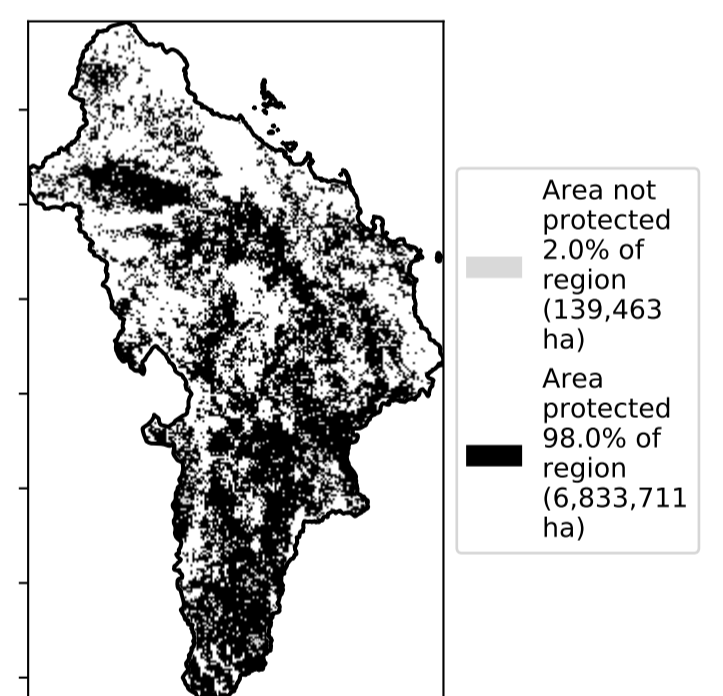 Area not
protected
2.0% of
region
(139,463
ha)
Area
protected
98.0% of
region
(6,833,711
ha)